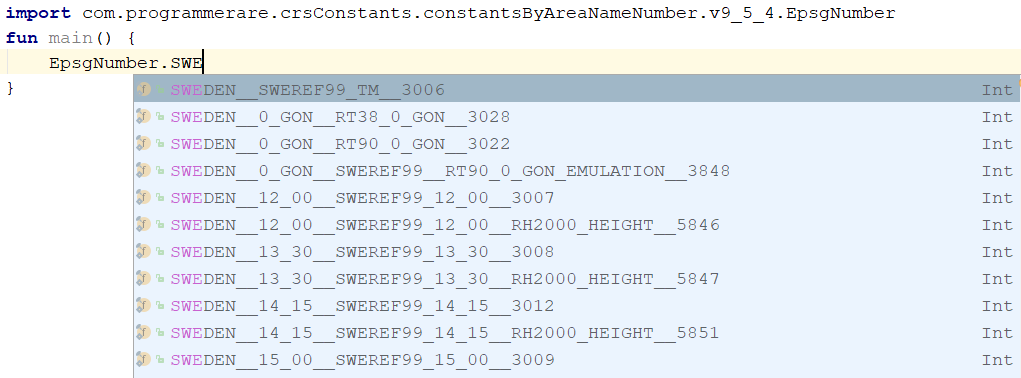 import com.programmerare.crsConstants.constantsByAreaNameNumber.v9_5_4.EpsgNumber
fun main() {
    EpsgNumber.SWE
}
SWEDEN__SWEREF99_TM__3006 Int
SWEDEN__0_GON__RT38_0_GON__3028 Int
SWEDEN__0_GON__RT90_0_GON__3022 Int
SWEDEN__0_GON__SWEREF99__RT90_0_GON_EMULATION__3848 Int
SWEDEN__12_00__SWEREF99_12_00__3007 Int
SWEDEN__12_00__SWEREF99_12_00__RH2000_HEIGHT__5846 Int
SWEDEN__13_30__SWEREF99_13_30__3008 Int
SWEDEN__13_30__SWEREF99_13_30__RH2000_HEIGHT__5847 Int
SWEDEN__14_15__SWEREF99_14_15__3012 Int
SWEDEN__14_15__SWEREF99_14_15__RH2000_HEIGHT__5851 Int
SWEDEN__15_00__SWEREF99_15_00__3009 Int